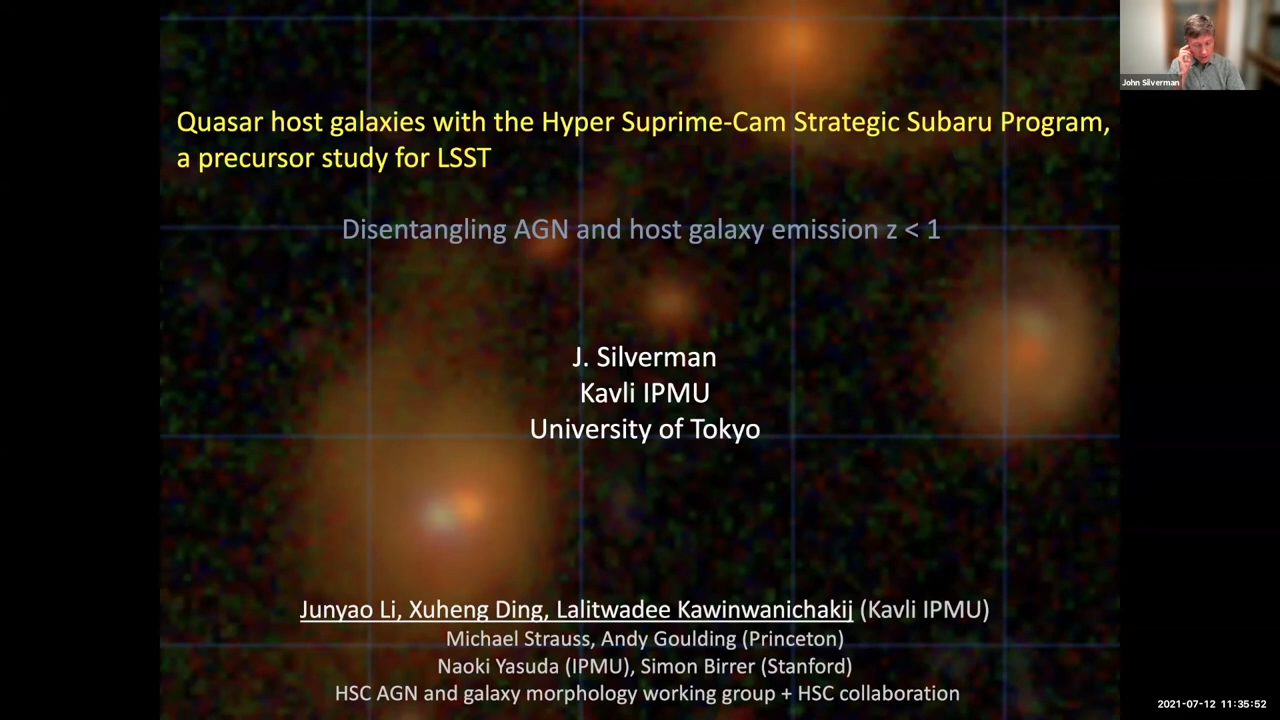 John Silverman
Quasar host galaxies with the Hyper Suprime-Cam Strategic Subaru Program,
a precursor study for LSST
Disentangling AGN and host galaxy emission z < 1
J. Silverman
Kavli IPMU
University of Tokyo
Junyao Li, Xuheng Ding, Lalitwadee Kawinwanichakij (Kavli IPMU)
Michael Strauss, Andy Goulding (Princeton)
Naoki Yasuda (IPMU), Simon Birrer (Stanford)
HSC AGN and galaxy morphology working group + HSC collaboration
2021-07-12 11:35:52